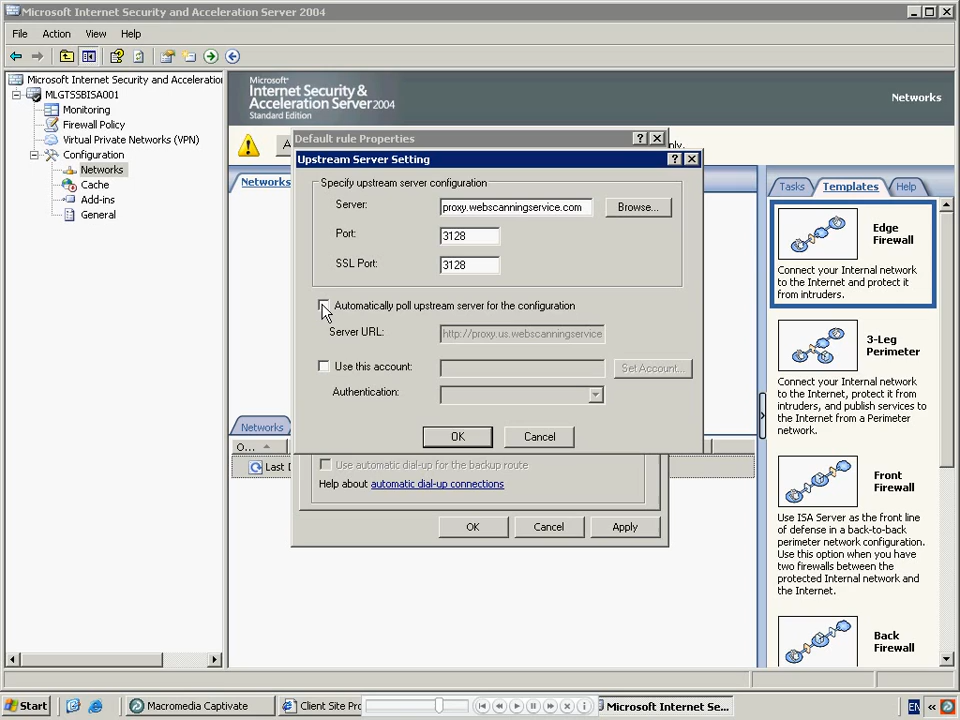 Microsoft Internet Security and Acceleration Server 2004
File Action View Help
Microsoft Internet Security and Acceleratior
MLGTSSBISA001
Monitoring
Firewall Policy
Virtual Private Networks (VPN)
Configuration
Networks
Cache
Add-ins
General
Microsoft®
Internet Security &
Acceleration Server 2004
Standard Edition
Networks
Default rule Properties
Upstream Server Setting
Specify upstream server configuration
Server: proxy.webscanningservice.com Browse...
Port: 3128
SSL Port: 3128
Automatically poll upstream server for the configuration
Server URL: http://proxy.us.webscanningservice
Use this account: Set Account...
Authentication:
OK Cancel
Use automatic dial-up for the backup route
Help about automatic dial-up connections
OK Cancel Apply
Networks
Networks
O...
Last D
Tasks Templates Help
Edge
Firewall
Connect your Internal network
to the Internet and protect it
from intruders.
3-Leg
Perimeter
Connect your Internal network
to the Internet, protect it from
intruders, and publish services to
the Internet from a Perimeter
network.
Front
Firewall
Use ISA Server as the front line
of defense in a back-to-back
perimeter network configuration.
Use this option when you have
two firewalls between the
protected Internal network and
the Internet.
Back
Firewall
Start Macromedia Captivate Client Site Prc Microsoft Internet Se... EN